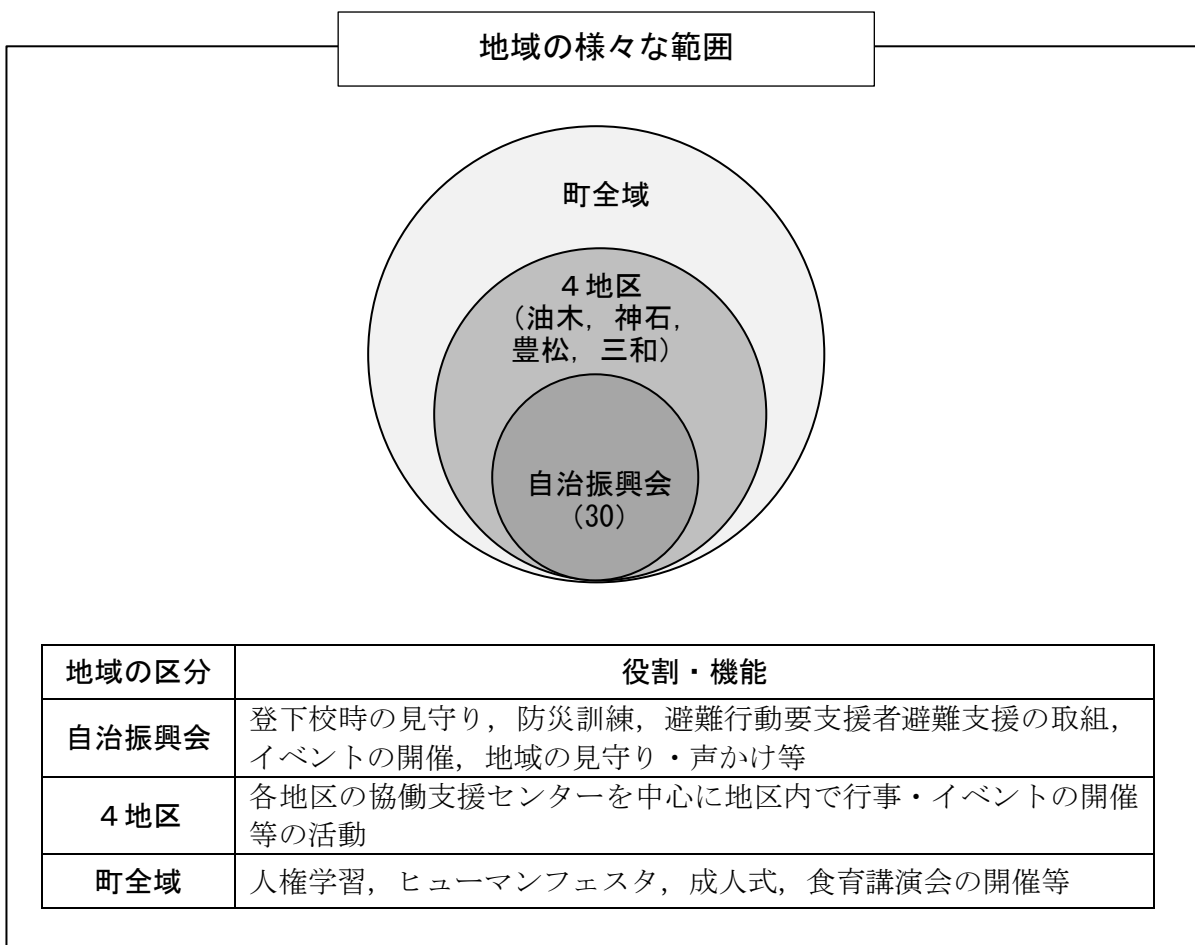 地域の様々な範囲
町全域
４地区
（油木，神石，
豊松，三和）
自治振興会
（30）
地域の区分
役割・機能
自治振興会
登下校時の見守り，防災訓練，避難行動要支援者避難支援の取組，
イベントの開催，地域の見守り・声かけ等
４地区
各地区の協働支援センターを中心に地区内で行事・イベントの開催
等の活動
町全域
人権学習，ヒューマンフェスタ，成人式，食育講演会の開催等